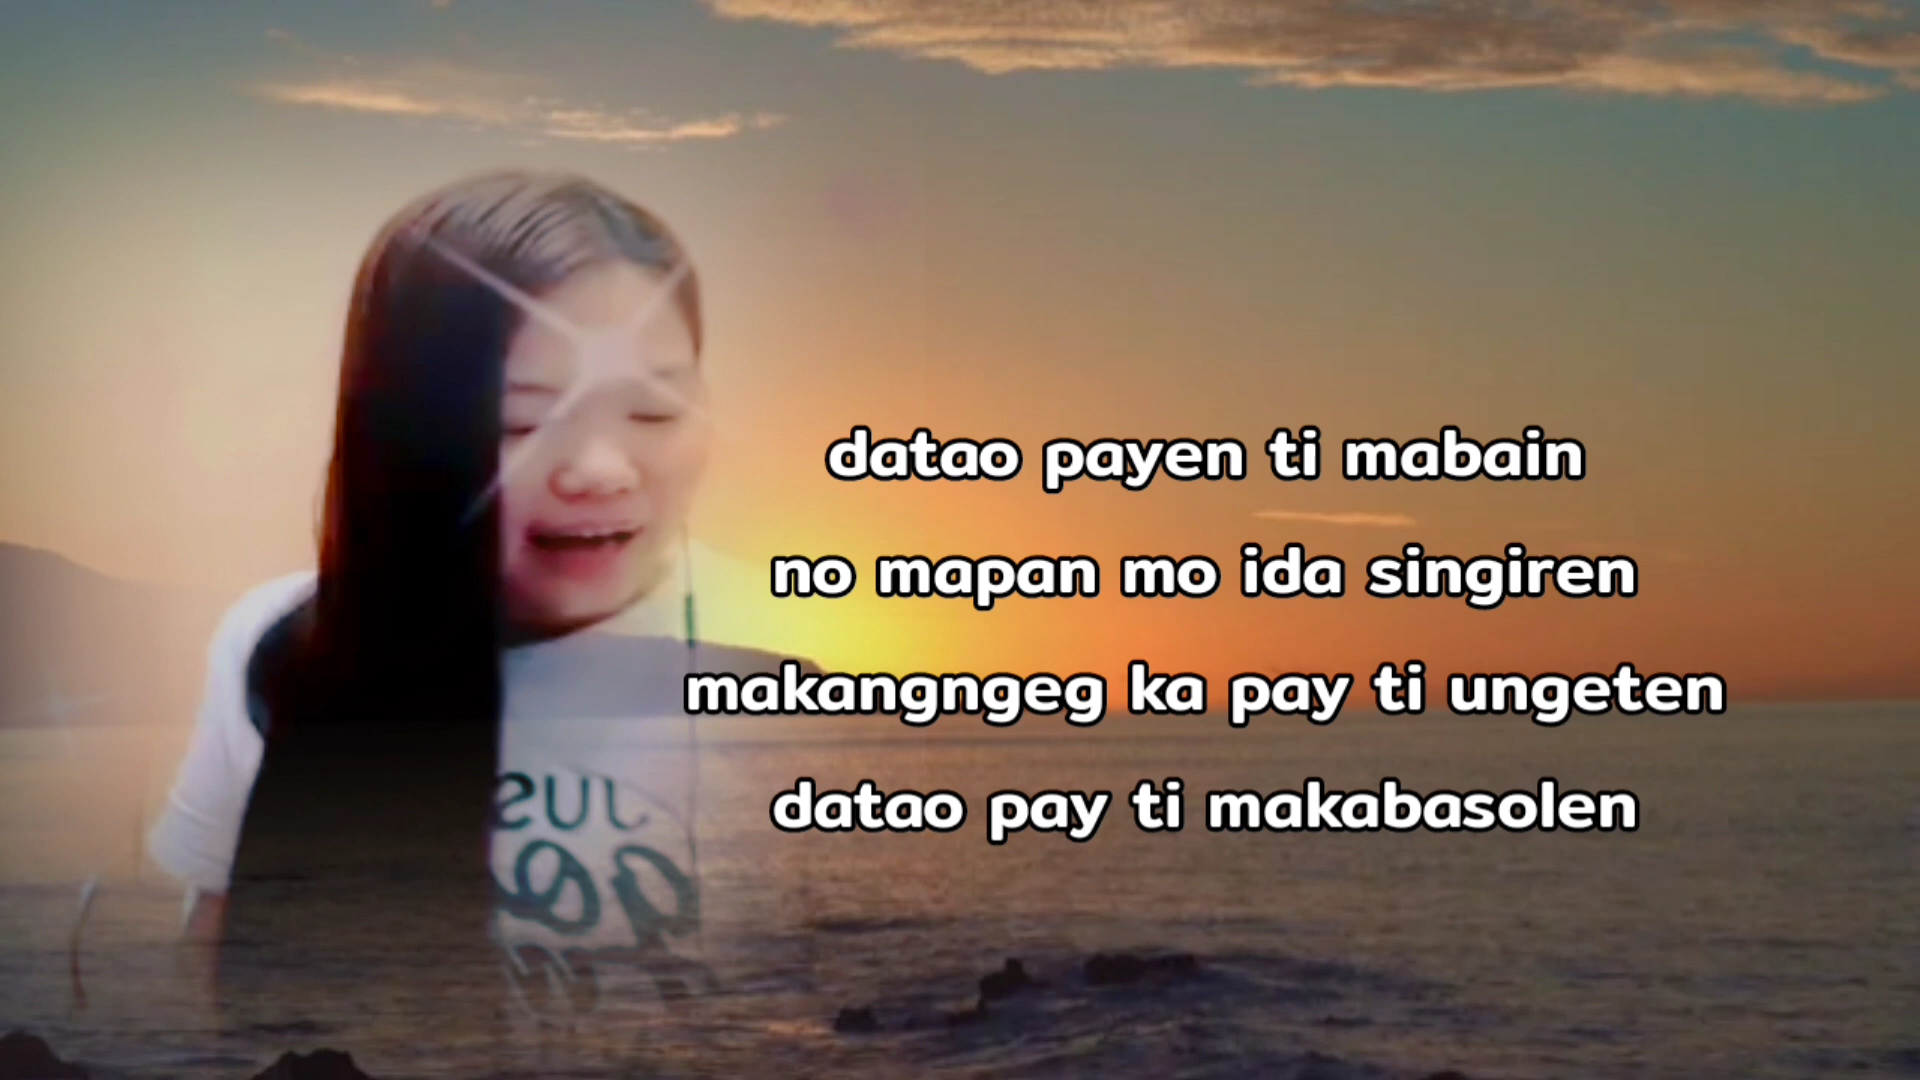 datao payen ti mabain
no mapan mo ida singiren
makangngeg ka pay ti ungeten
datao pay ti makabasolen